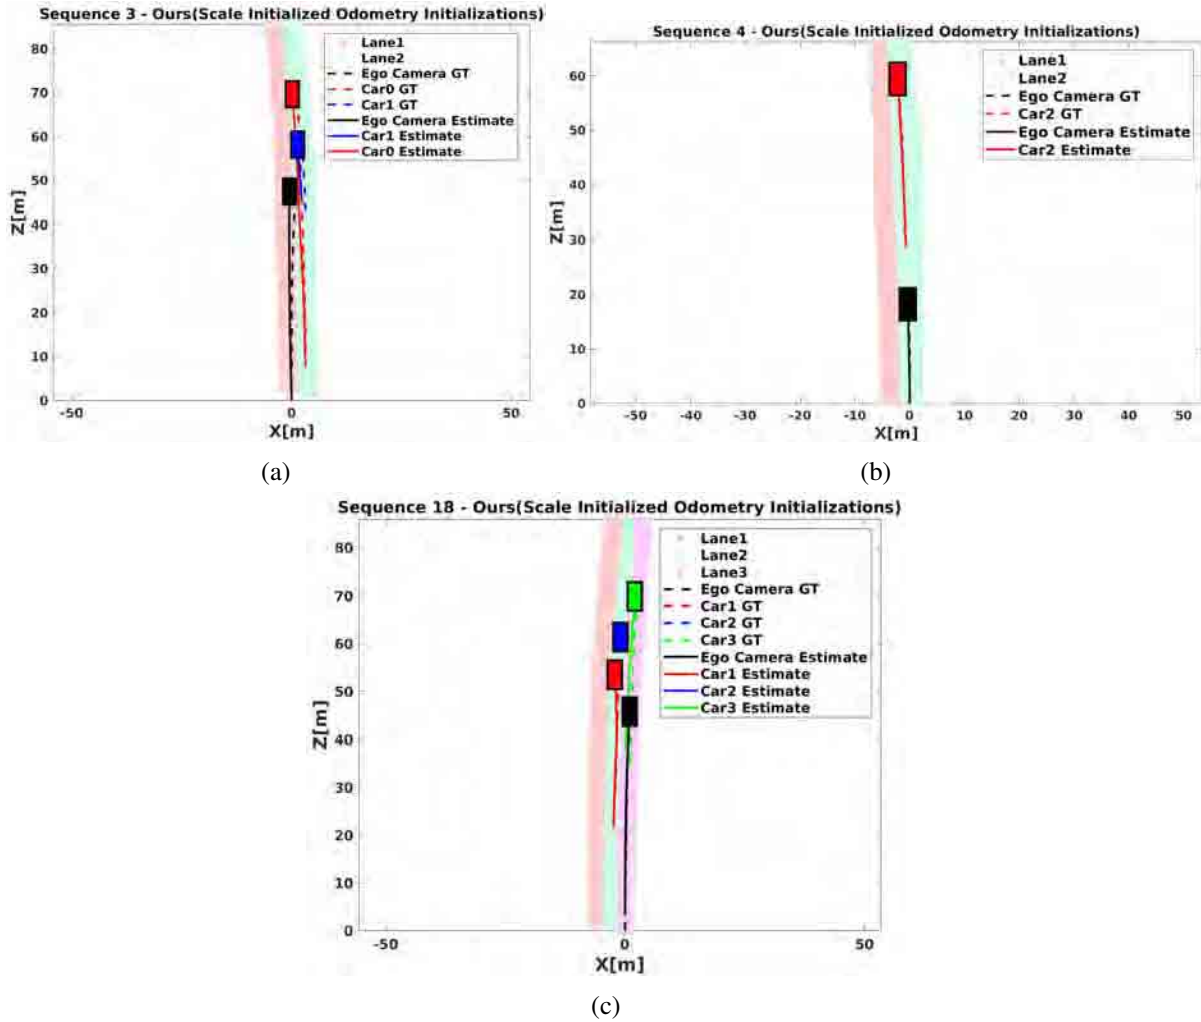 Sequence 3 - Ours(Scale Initialized Odometry Initializations)
80
70
60
50
40
30
20
10
0
Z[m]
-50
0
50
X[m]
Lane1
Lane2
Ego Camera GT
Car0 GT
Car1 GT
Ego Camera Estimate
Car1 Estimate
Car0 Estimate
(a)
Sequence 4 - Ours(Scale Initialized Odometry Initializations)
60
50
40
30
20
10
0
Z[m]
-50
-40
-30
-20
-10
0
10
20
30
40
50
X[m]
Lane1
Lane2
Ego Camera GT
Car2 GT
Ego Camera Estimate
Car2 Estimate
(b)
Sequence 18 - Ours(Scale Initialized Odometry Initializations)
80
70
60
50
40
30
20
10
0
Z[m]
-50
0
50
X[m]
Lane1
Lane2
Lane3
Ego Camera GT
Car1 GT
Car2 GT
Car3 GT
Ego Camera Estimate
Car1 Estimate
Car2 Estimate
Car3 Estimate
(c)